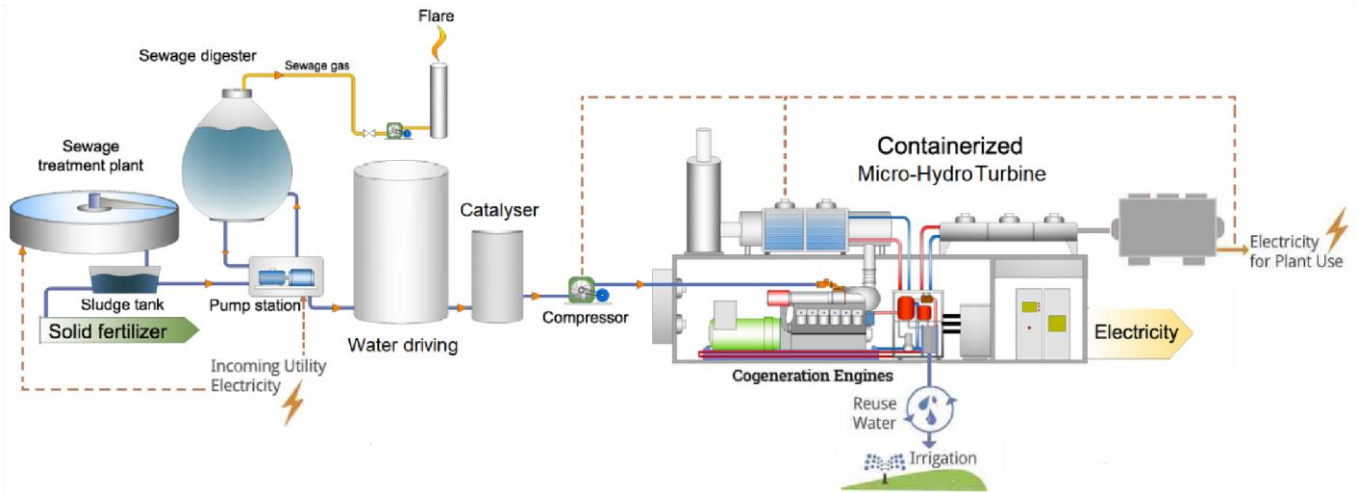 Flare
Sewage digester
Sewage gas
Sewage
treatment plant
Containerized
Micro-Hydro Turbine
Catalyser
Electricity
for Plant Use
Sludge tank
Pump station
Compressor
Solid fertilizer
Water driving
Electricity
Incoming Utility
Electricity
Cogeneration Engines
Reuse
Water
Irrigation